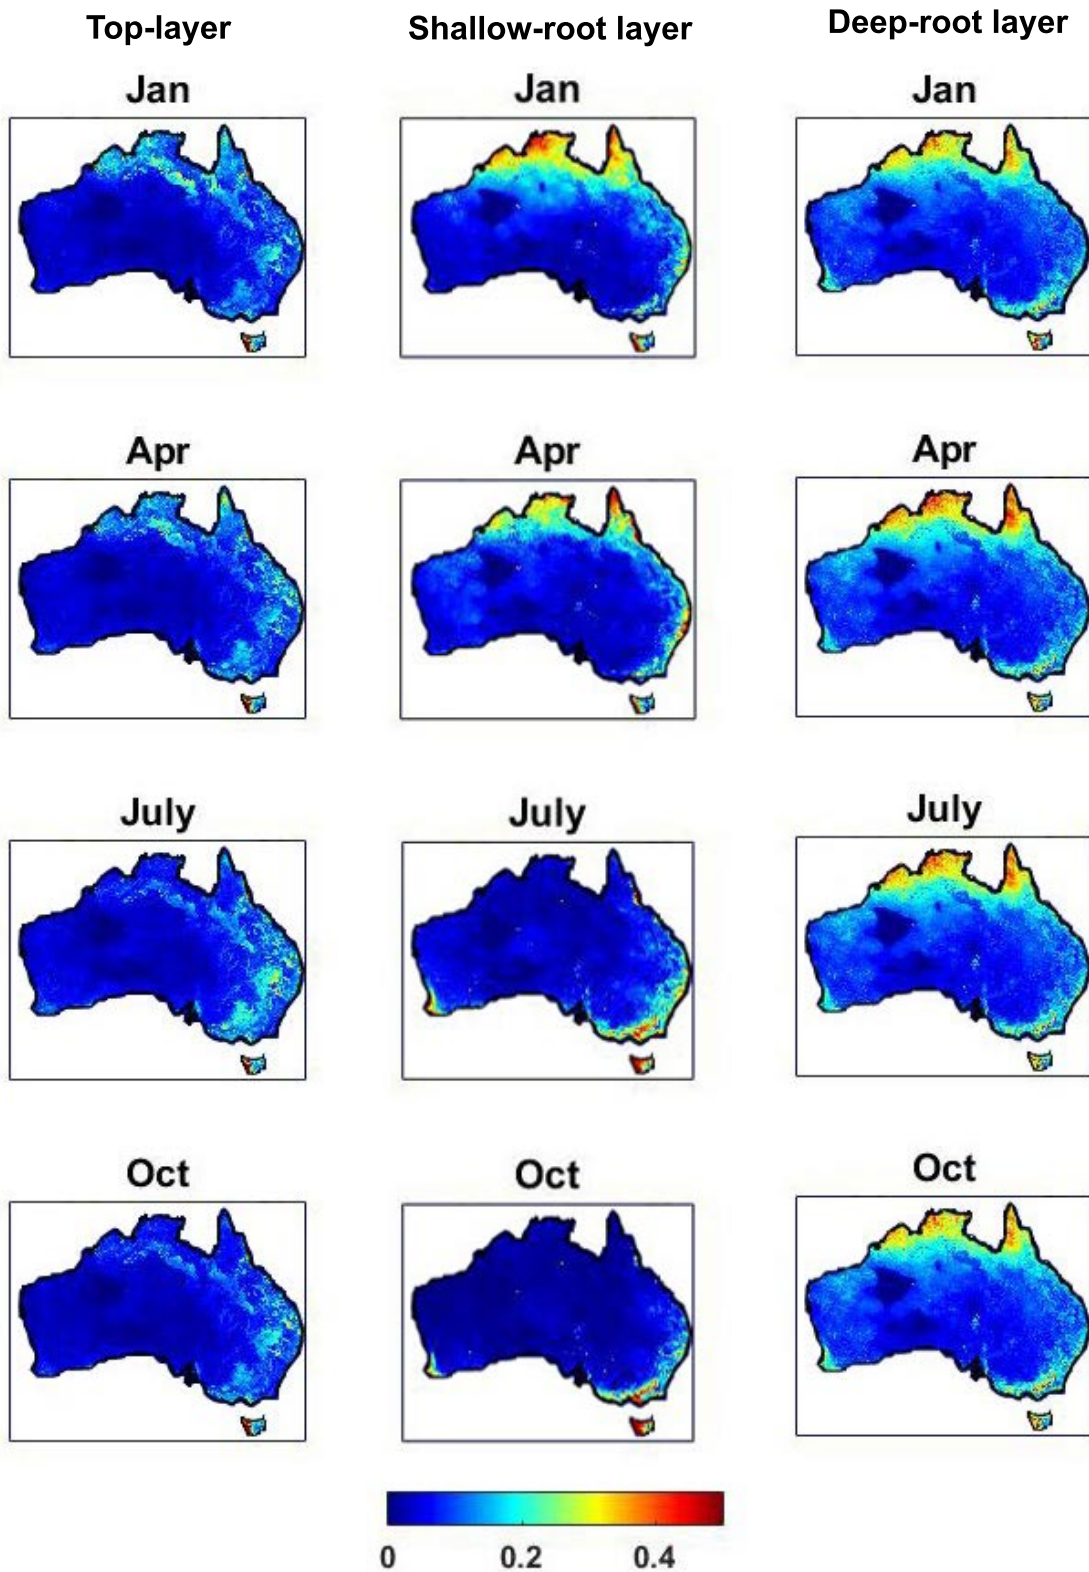 Top-layer Shallow-root layer Deep-root layer
Jan Jan Jan
Apr Apr Apr
July July July
Oct Oct Oct
0 0.2 0.4